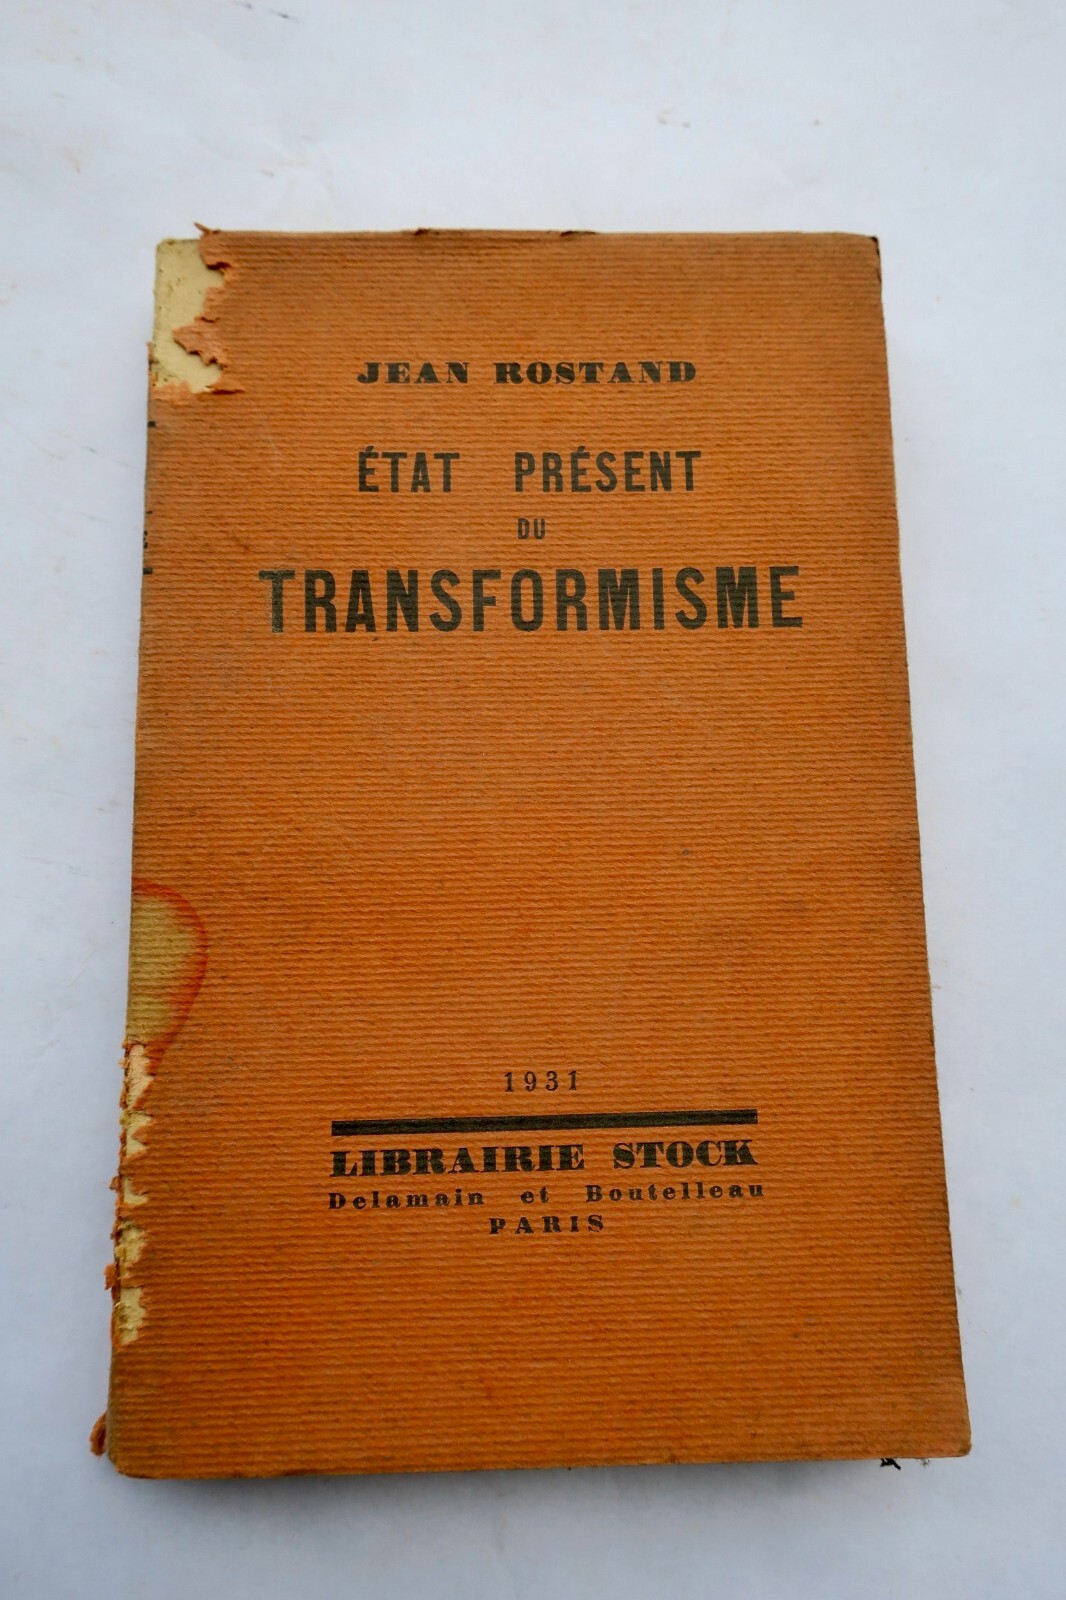 JEAN ROSTAND
ÉTAT PRÉSENT
DU
TRANSFORMISME
1931
LIBRAIRIE STOCK
Delamain et Boutelleau
PARIS